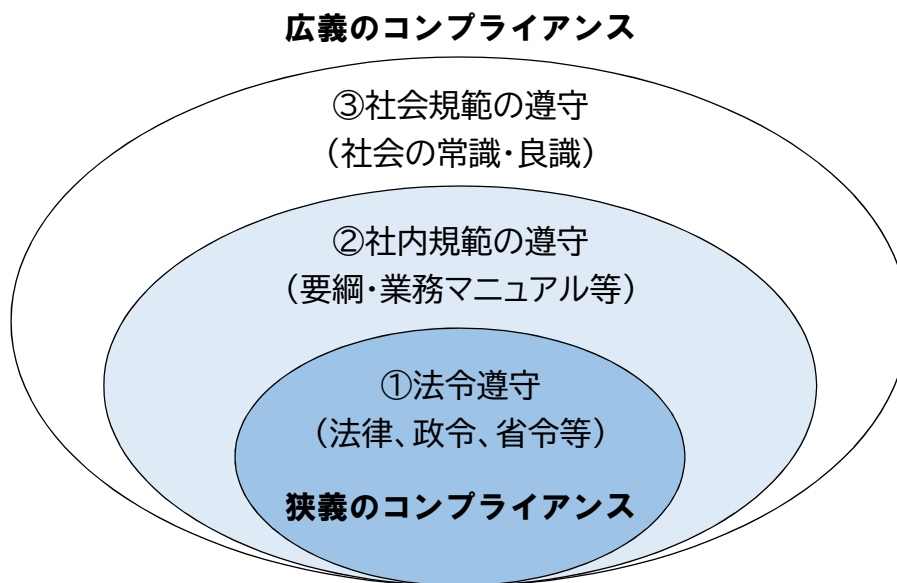 広義のコンプライアンス
③社会規範の遵守
（社会の常識・良識）
②社内規範の遵守
（要綱・業務マニュアル等）
①法令遵守
（法律、政令、省令等）
狭義のコンプライアンス